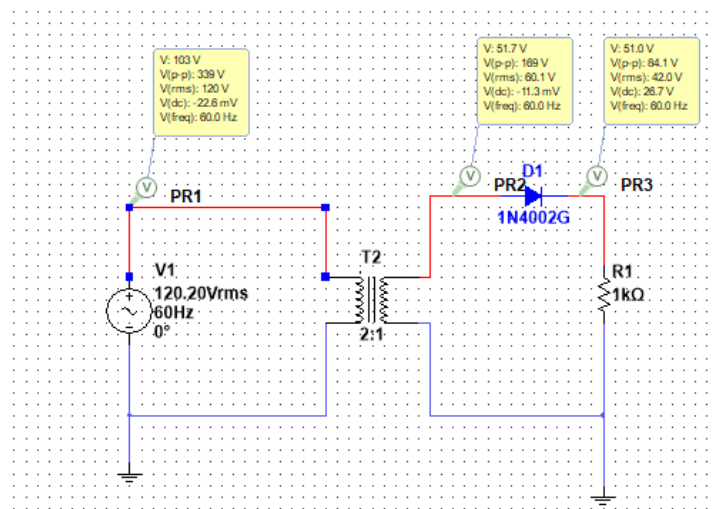 V: 103 V
V(p-p): 339 V
V(rms): 120 V
V(dc): -22.6 mV
V(freq): 60.0 Hz
V: 51.7 V
V(p-p): 169 V
V(rms): 60.1 V
V(dc): -11.3 mV
V(freq): 60.0 Hz
V: 51.0 V
V(p-p): 84.1 V
V(rms): 42.0 V
V(dc): 26.7 V
V(freq): 60.0 Hz
V
PR1
V
PR2
D1
1N4002G
V
PR3
V1
120.20Vrms
60Hz
0°
T2
2:1
R1
1kΩ